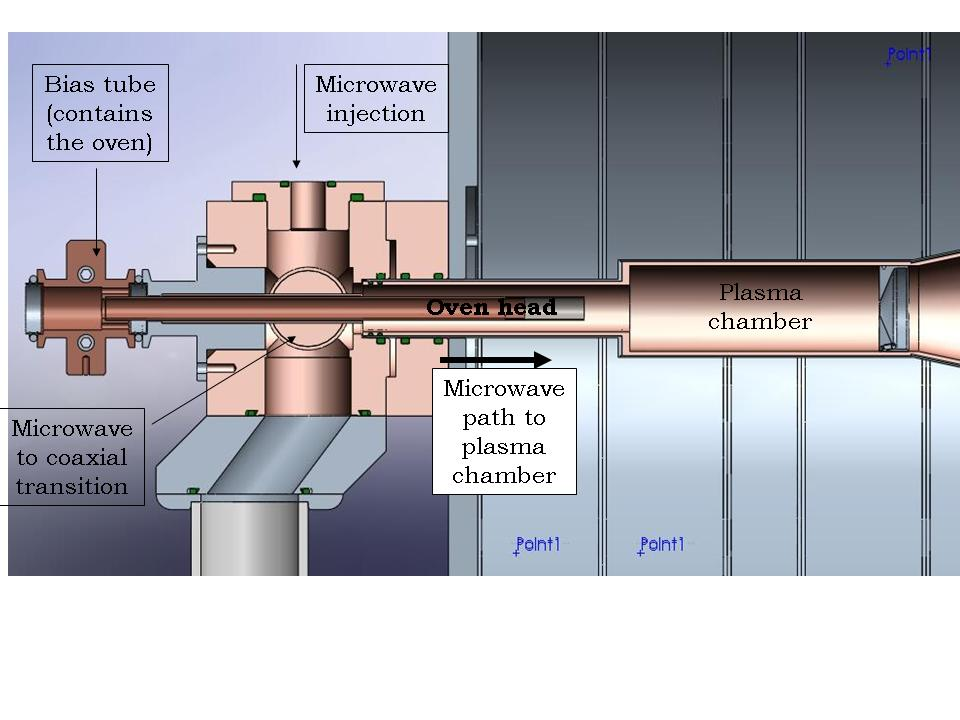 Point1
Bias tube
(contains
the oven)
Microwave
injection
Plasma
chamber
Oven head
Microwave
path to
plasma
chamber
Microwave
to coaxial
transition
Point1
Point1